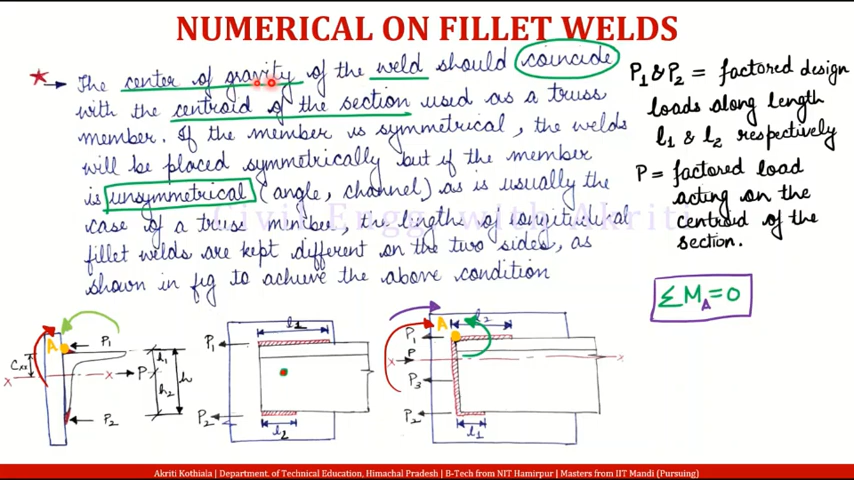 NUMERICAL ON FILLET WELDS
The center of gravity of the weld should coincide
with the centroid of the section used as a truss
member. If the member is symmetrical, the welds
will be placed symmetrically but if the member
is unsymmetrical (angle, channel) as is usually the
case of a truss member, the lengths of longitudinal
fillet welds are kept different on the two sides, as
shown in fig to achieve the above condition
P1 & P2 = factored design
loads along length
l1 & l2 respectively
P = factored load
acting on the
centroid of the
section.
ΣMA=0
Civil Engg with Akriti
A P1 h1 h
Cxx
X X P
h2
P2
l1
P1
P2
l2
A l2
P1
X P X
P3
P2
l1
Akriti Kothiala | Department. of Technical Education, Himachal Pradesh | B-Tech from NIT Hamirpur | Masters from IIT Mandi (Pursuing)